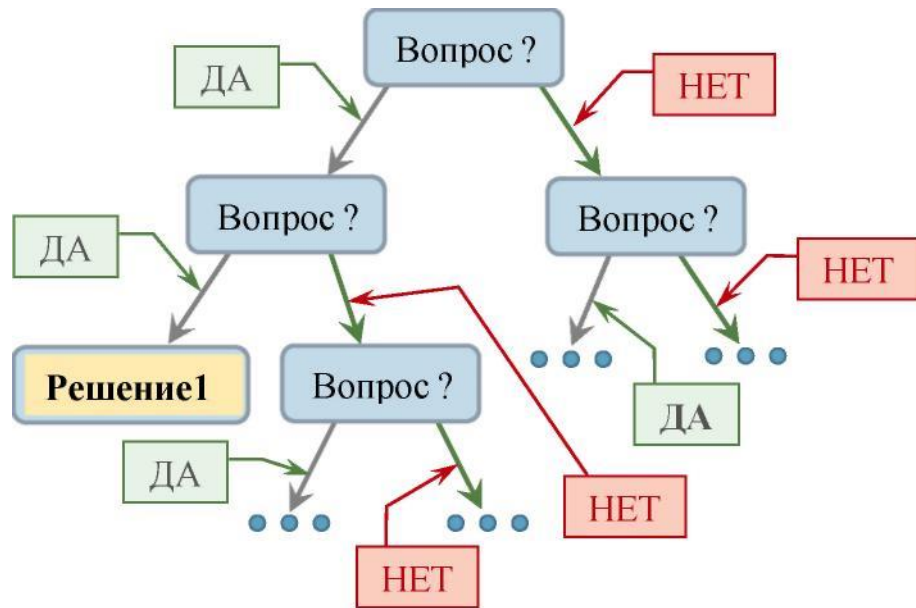 Вопрос ?
ДА
НЕТ
Вопрос ?
Вопрос ?
ДА
НЕТ
Решение1
Вопрос ?
ДА
ДА
НЕТ
НЕТ